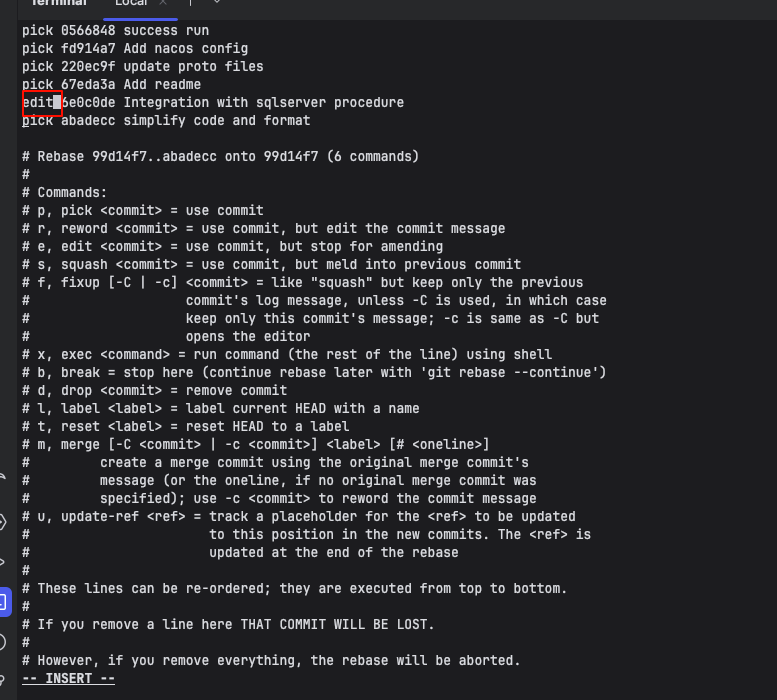 Terminal Local
pick 0566848 success run
pick fd914a7 Add nacos config
pick 220ec9f update proto files
pick 67eda3a Add readme
edit 6e0c0de Integration with sqlserver procedure
pick abadecc simplify code and format
# Rebase 99d14f7..abadecc onto 99d14f7 (6 commands)
#
# Commands:
# p, pick <commit> = use commit
# r, reword <commit> = use commit, but edit the commit message
# e, edit <commit> = use commit, but stop for amending
# s, squash <commit> = use commit, but meld into previous commit
# f, fixup [-C | -c] <commit> = like "squash" but keep only the previous
#                    commit's log message, unless -C is used, in which case
#                    keep only this commit's message; -c is same as -C but
#                    opens the editor
# x, exec <command> = run command (the rest of the line) using shell
# b, break = stop here (continue rebase later with 'git rebase --continue')
# d, drop <commit> = remove commit
# l, label <label> = label current HEAD with a name
# t, reset <label> = reset HEAD to a label
# m, merge [-C <commit> | -c <commit>] <label> [# <oneline>]
#         create a merge commit using the original merge commit's
#         message (or the oneline, if no original merge commit was
#         specified); use -c <commit> to reword the commit message
# u, update-ref <ref> = track a placeholder for the <ref> to be updated
#                       to this position in the new commits. The <ref> is
#                       updated at the end of the rebase
#
# These lines can be re-ordered; they are executed from top to bottom.
#
# If you remove a line here THAT COMMIT WILL BE LOST.
#
# However, if you remove everything, the rebase will be aborted.
-- INSERT --